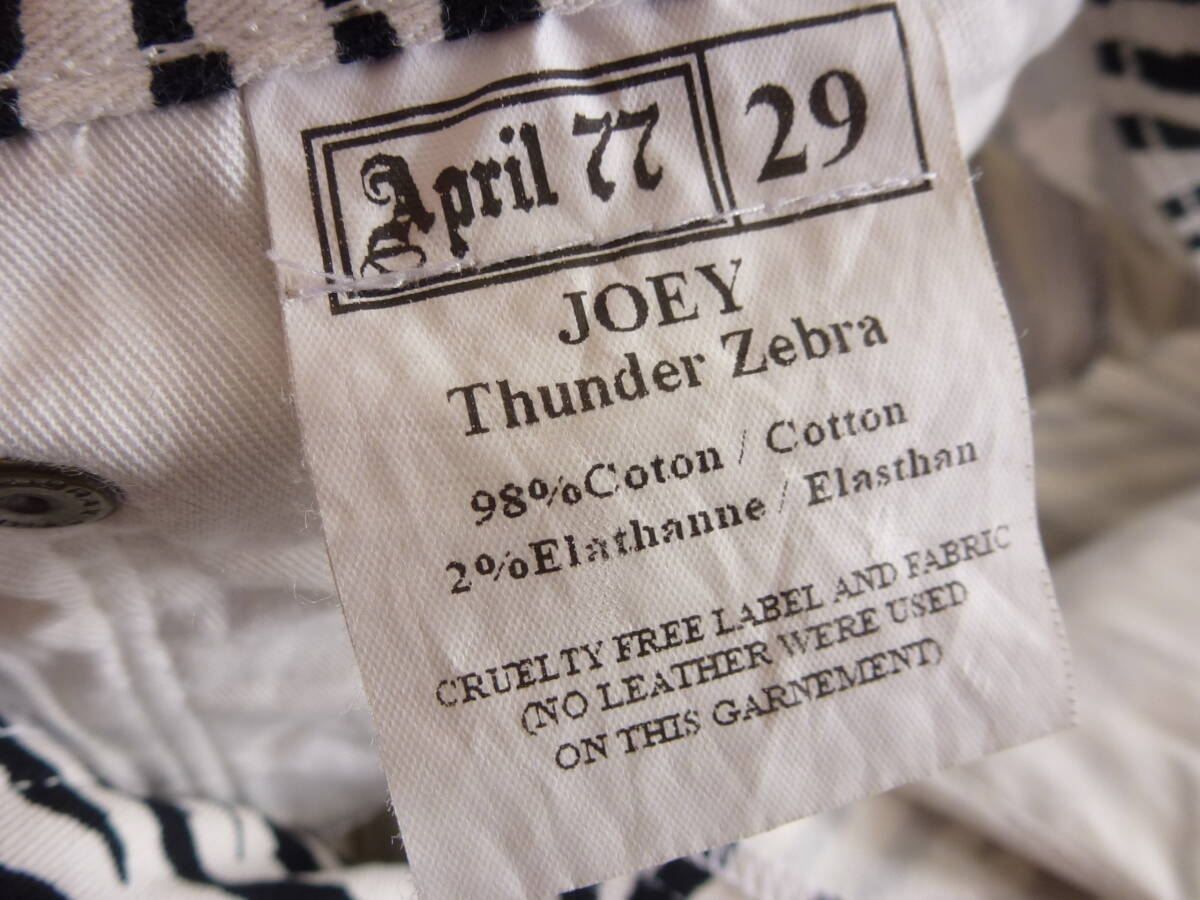 April 77 29
JOEY
Thunder Zebra
98%Coton / Cotton
2%Elathanne / Elasthan
CRUELTY FREE LABEL AND FABRIC
(NO LEATHER WERE USED
ON THIS GARNEMENT)